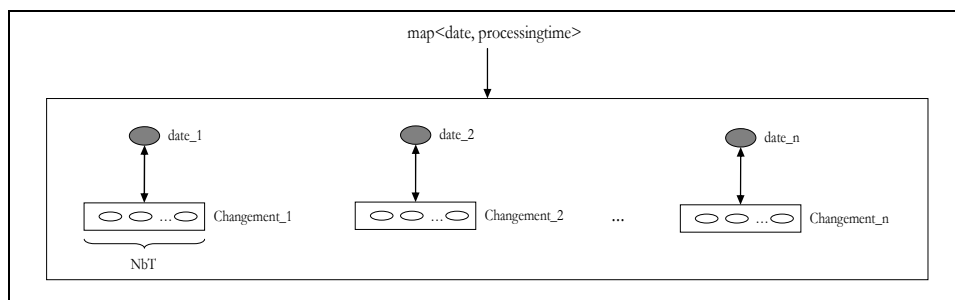 map<date, processingtime>
date_1
date_2
date_n
... Changement_1
... Changement_2
...
... Changement_n
NbT